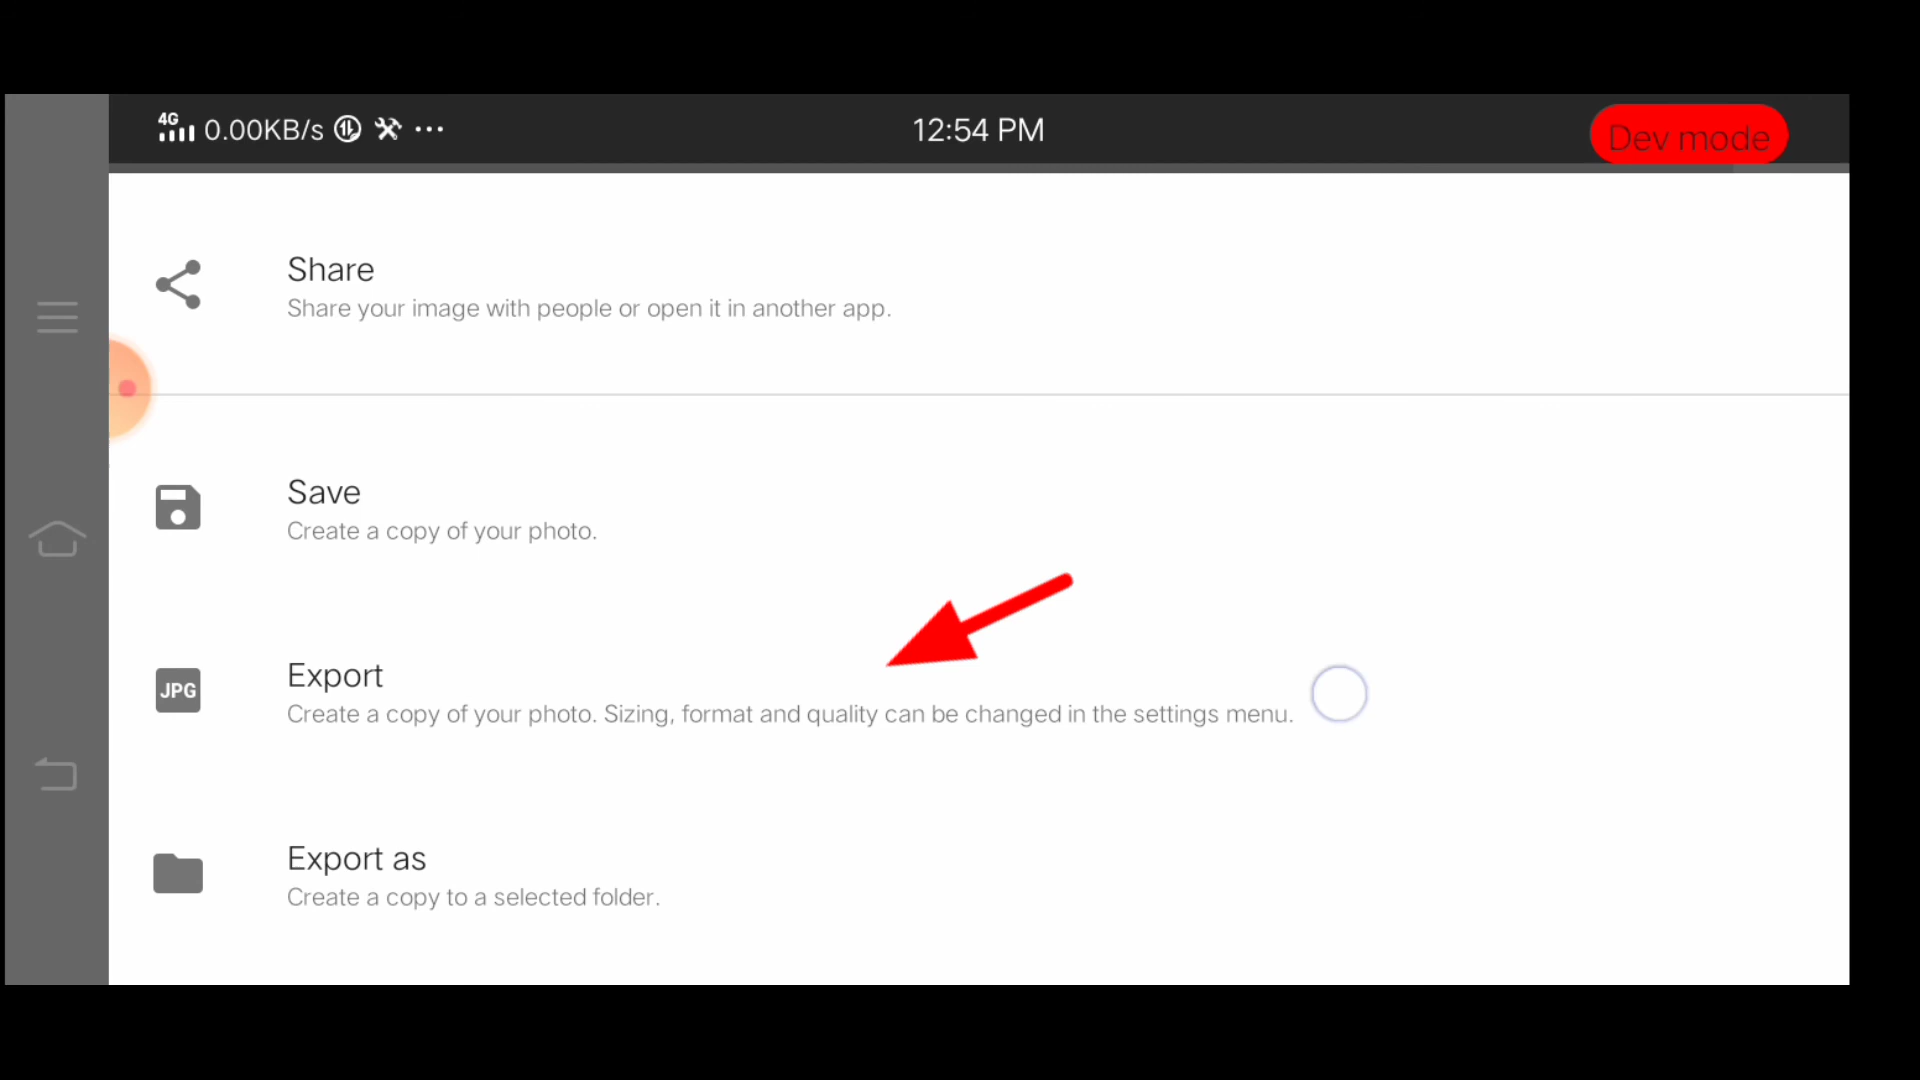 4G 0.00KB/s
12:54 PM
Dev mode
Share
Share your image with people or open it in another app.
Save
Create a copy of your photo.
JPG
Export
Create a copy of your photo. Sizing, format and quality can be changed in the settings menu.
Export as
Create a copy to a selected folder.